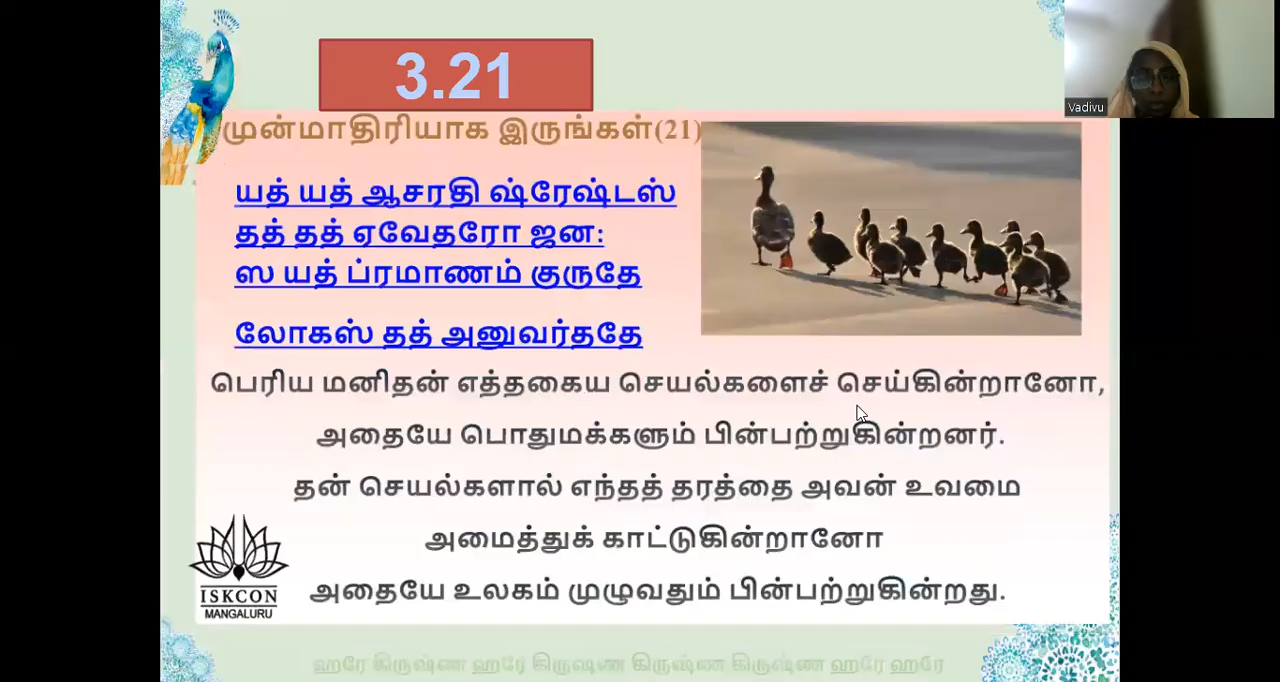 3.21
Vadivu
முன்மாதிரியாக இருங்கள்(21)
யத் யத் ஆசரதி ஷ்ரேஷ்டஸ்
தத் தத் ஏவேதரோ ஜன:
ஸ யத் ப்ரமாணம் குருதே
லோகஸ் தத் அனுவர்ததே
பெரிய மனிதன் எத்தகைய செயல்களைச் செய்கின்றானோ,
அதையே பொதுமக்களும் பின்பற்றுகின்றனர்.
தன் செயல்களால் எந்தத் தரத்தை அவன் உவமை
அமைத்துக் காட்டுகின்றானோ
அதையே உலகம் முழுவதும் பின்பற்றுகின்றது.
ISKCON
MANGALURU
ஹரே கிருஷ்ண ஹரே கிருஷ்ண கிருஷ்ண கிருஷ்ண ஹரே ஹரே